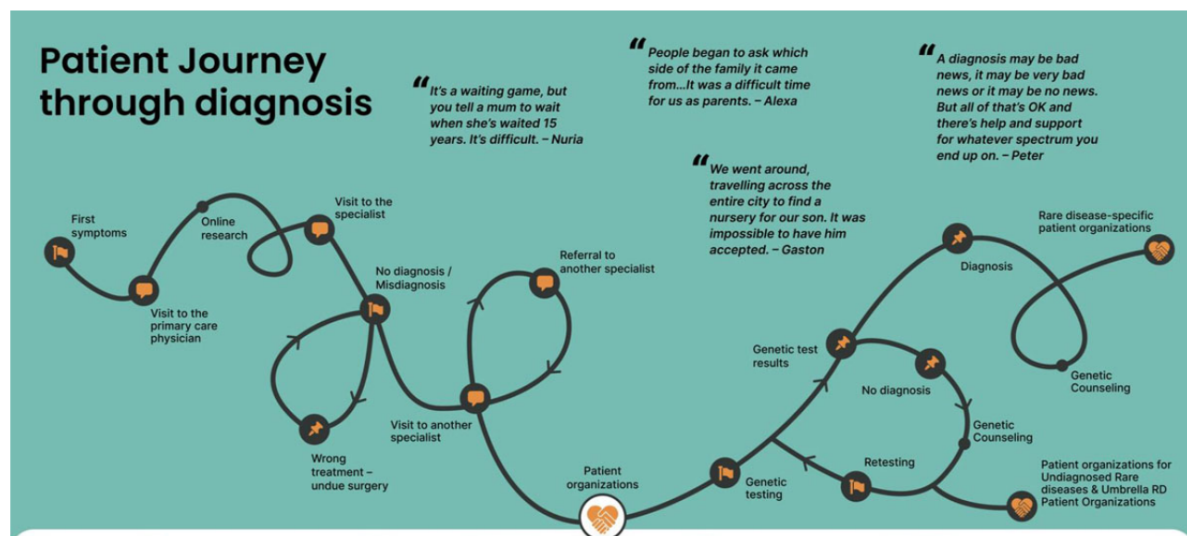 Patient Journey
through diagnosis
“It’s a waiting game, but
you tell a mum to wait
when she’s waited 15
years. It’s difficult. – Nuria
“People began to ask which
side of the family it came
from...It was a difficult time
for us as parents. – Alexa
“A diagnosis may be bad
news, it may be very bad
news or it may be no news.
But all of that’s OK and
there’s help and support
for whatever spectrum you
end up on. – Peter
“We went around,
travelling across the
entire city to find a
nursery for our son. It was
impossible to have him
accepted. – Gaston
First
symptoms
Visit to the
primary care
physician
Online
research
Visit to the
specialist
No diagnosis /
Misdiagnosis
Wrong
treatment –
undue surgery
Visit to another
specialist
Referral to
another specialist
Patient
organizations
Genetic
testing
Genetic test
results
No diagnosis
Genetic
Counseling
Retesting
Patient organizations for
Undiagnosed Rare
diseases & Umbrella RD
Patient Organizations
Diagnosis
Genetic
Counseling
Rare disease-specific
patient organizations